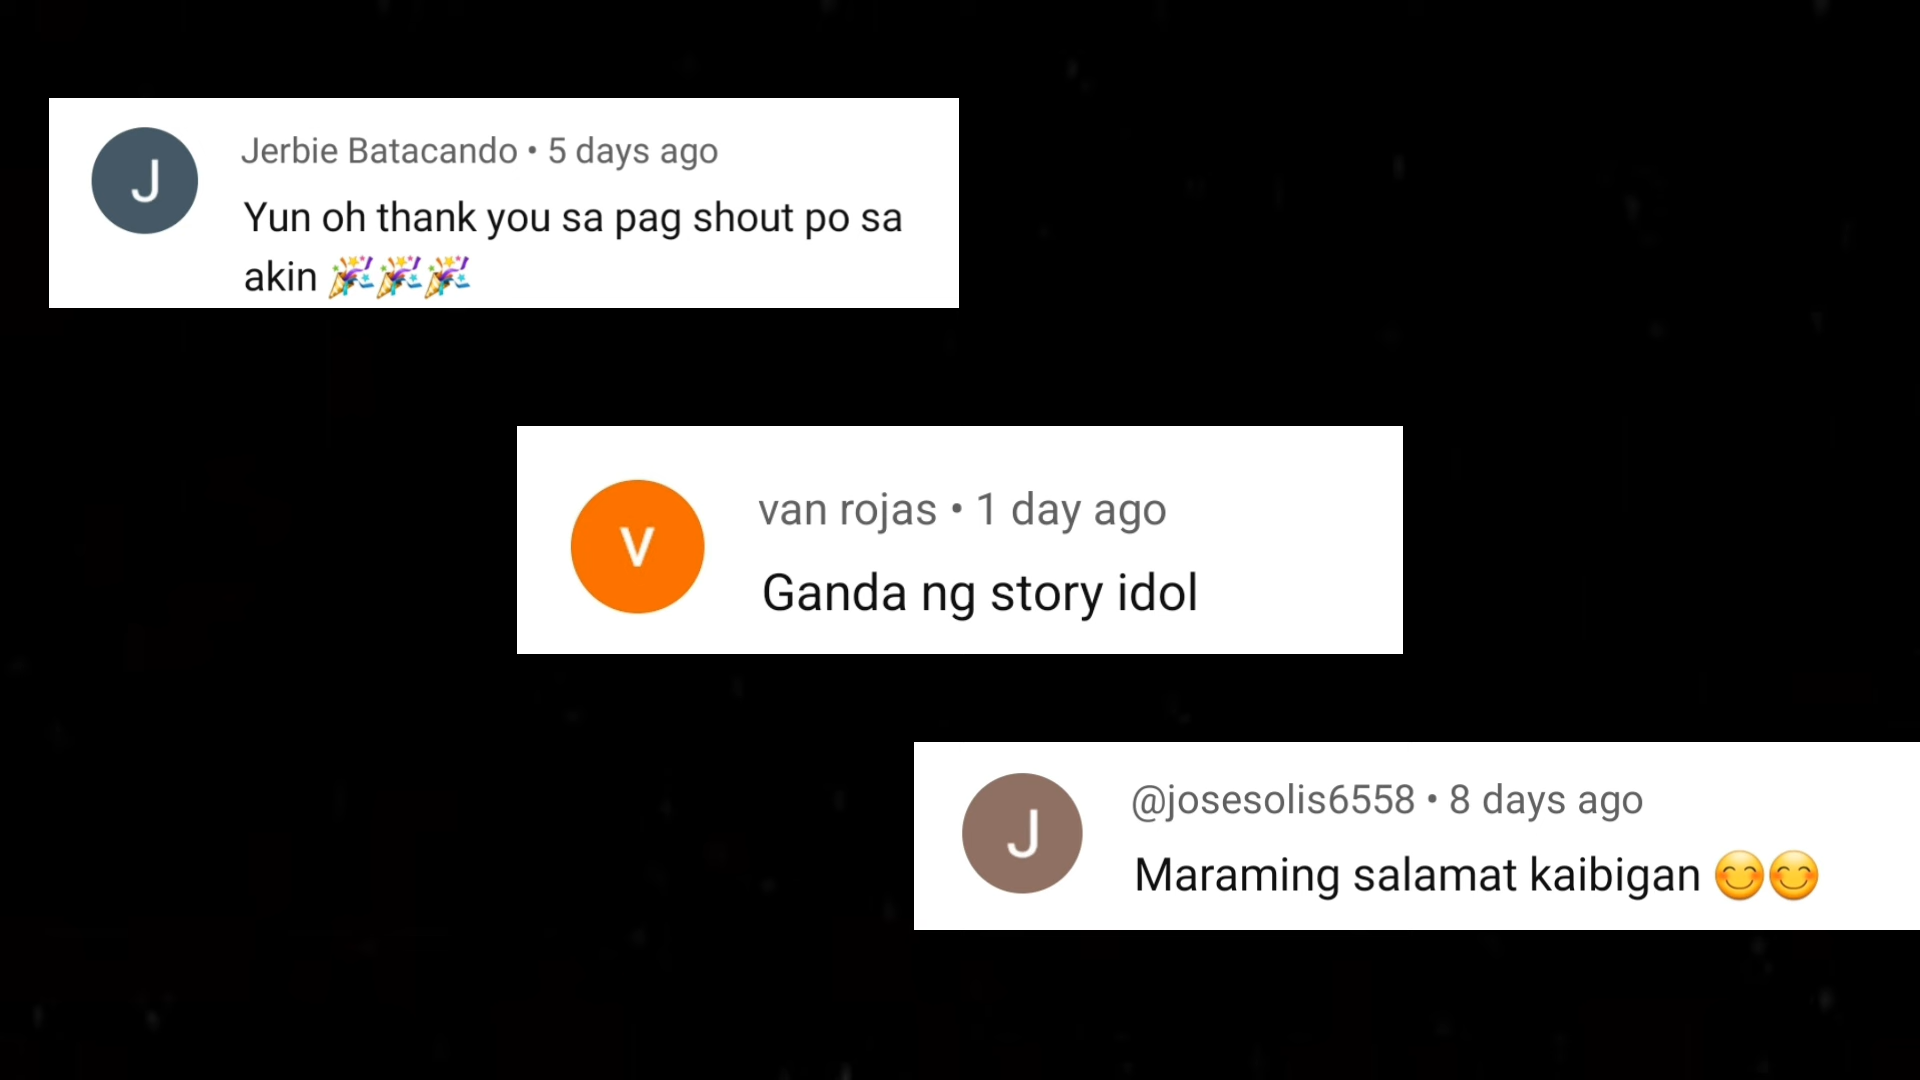 J
Jerbie Batacando • 5 days ago
Yun oh thank you sa pag shout po sa
akin 🎉🎉🎉
v
van rojas • 1 day ago
Ganda ng story idol
J
@josesolis6558 • 8 days ago
Maraming salamat kaibigan 😊😊